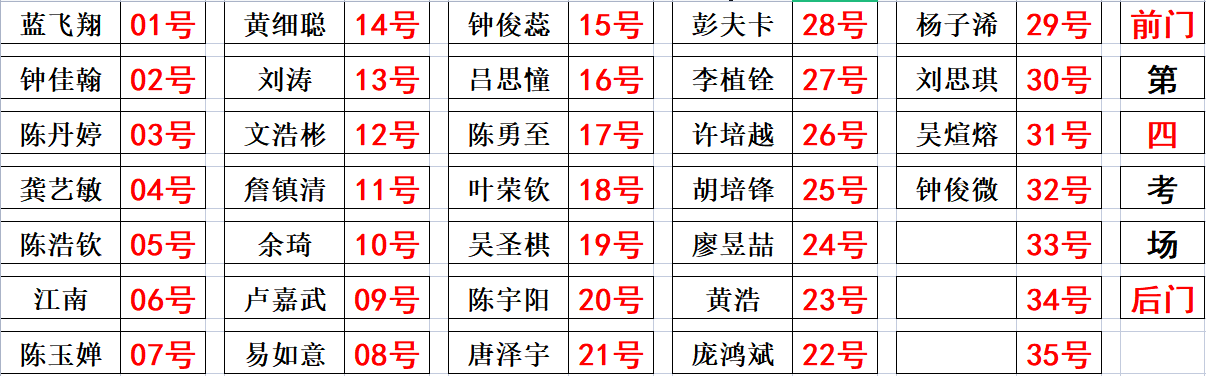 蓝飞翔 01号 黄细聪 14号 钟俊蕊 15号 彭夫卡 28号 杨子浠 29号 前门
钟佳翰 02号 刘涛 13号 吕思憧 16号 李植铨 27号 刘思琪 30号 第
陈丹婷 03号 文浩彬 12号 陈勇至 17号 许培越 26号 吴煊熔 31号 四
龚艺敏 04号 詹镇清 11号 叶荣钦 18号 胡培锋 25号 钟俊微 32号 考
陈浩钦 05号 余琦 10号 吴圣棋 19号 廖昱喆 24号 33号 场
江南 06号 卢嘉武 09号 陈宇阳 20号 黄浩 23号 34号 后门
陈玉婵 07号 易如意 08号 唐泽宇 21号 庞鸿斌 22号 35号